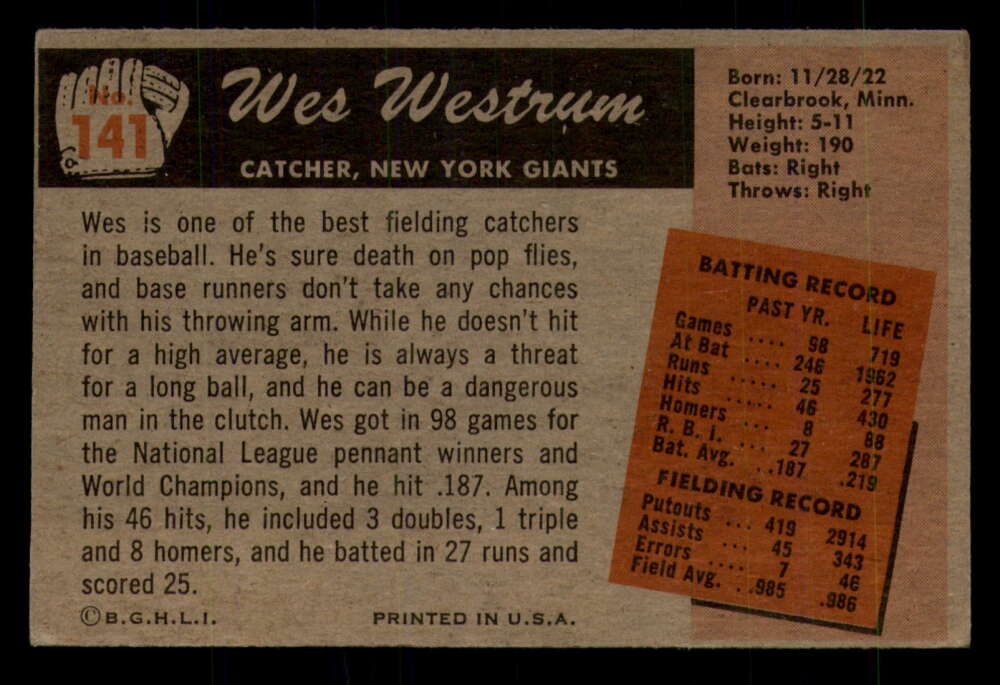 No.
141
Wes Westrum
CATCHER, NEW YORK GIANTS
Born: 11/28/22
Clearbrook, Minn.
Height: 5-11
Weight: 190
Bats: Right
Throws: Right
Wes is one of the best fielding catchers
in baseball. He's sure death on pop flies,
and base runners don't take any chances
with his throwing arm. While he doesn't hit
for a high average, he is always a threat
for a long ball, and he can be a dangerous
man in the clutch. Wes got in 98 games for
the National League pennant winners and
World Champions, and he hit .187. Among
his 46 hits, he included 3 doubles, 1 triple
and 8 homers, and he batted in 27 runs and
scored 25.
©B.G.H.L.I. PRINTED IN U.S.A.
BATTING RECORD
PAST YR. LIFE
Games .... 98 719
At Bat .... 246 1962
Runs ..... 25 277
Hits ..... 46 430
Homers ... 8 88
R. B. I. ... 27 287
Bat. Avg. ..187 .219
FIELDING RECORD
Putouts ... 419 2914
Assists ... 45 343
Errors .... 7 46
Field Avg. ..985 .986